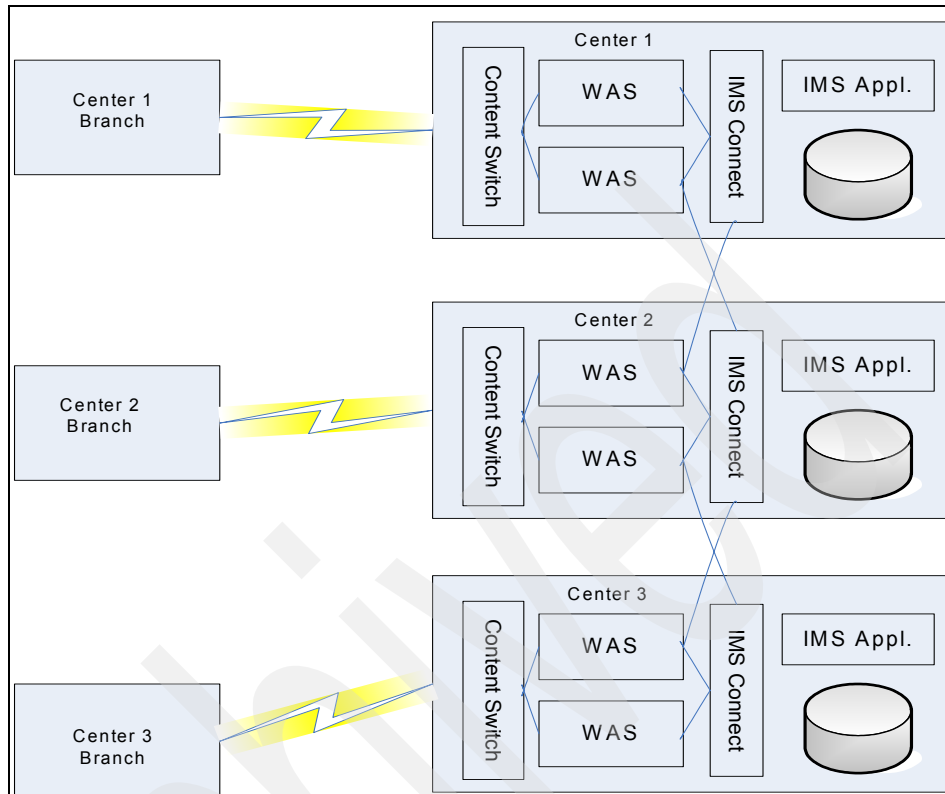 Center 1
Branch
Center 1
Content Switch
WAS
WAS
IMS Connect
IMS Appl.
Center 2
Branch
Center 2
Content Switch
WAS
WAS
IMS Connect
IMS Appl.
Center 3
Branch
Center 3
Content Switch
WAS
WAS
IMS Connect
IMS Appl.